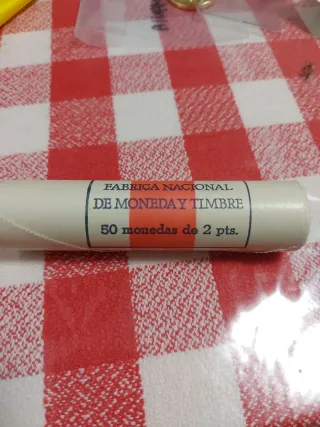 FABRICA NACIONAL
DE MONEDA Y TIMBRE
50 monedas de 2 pts.